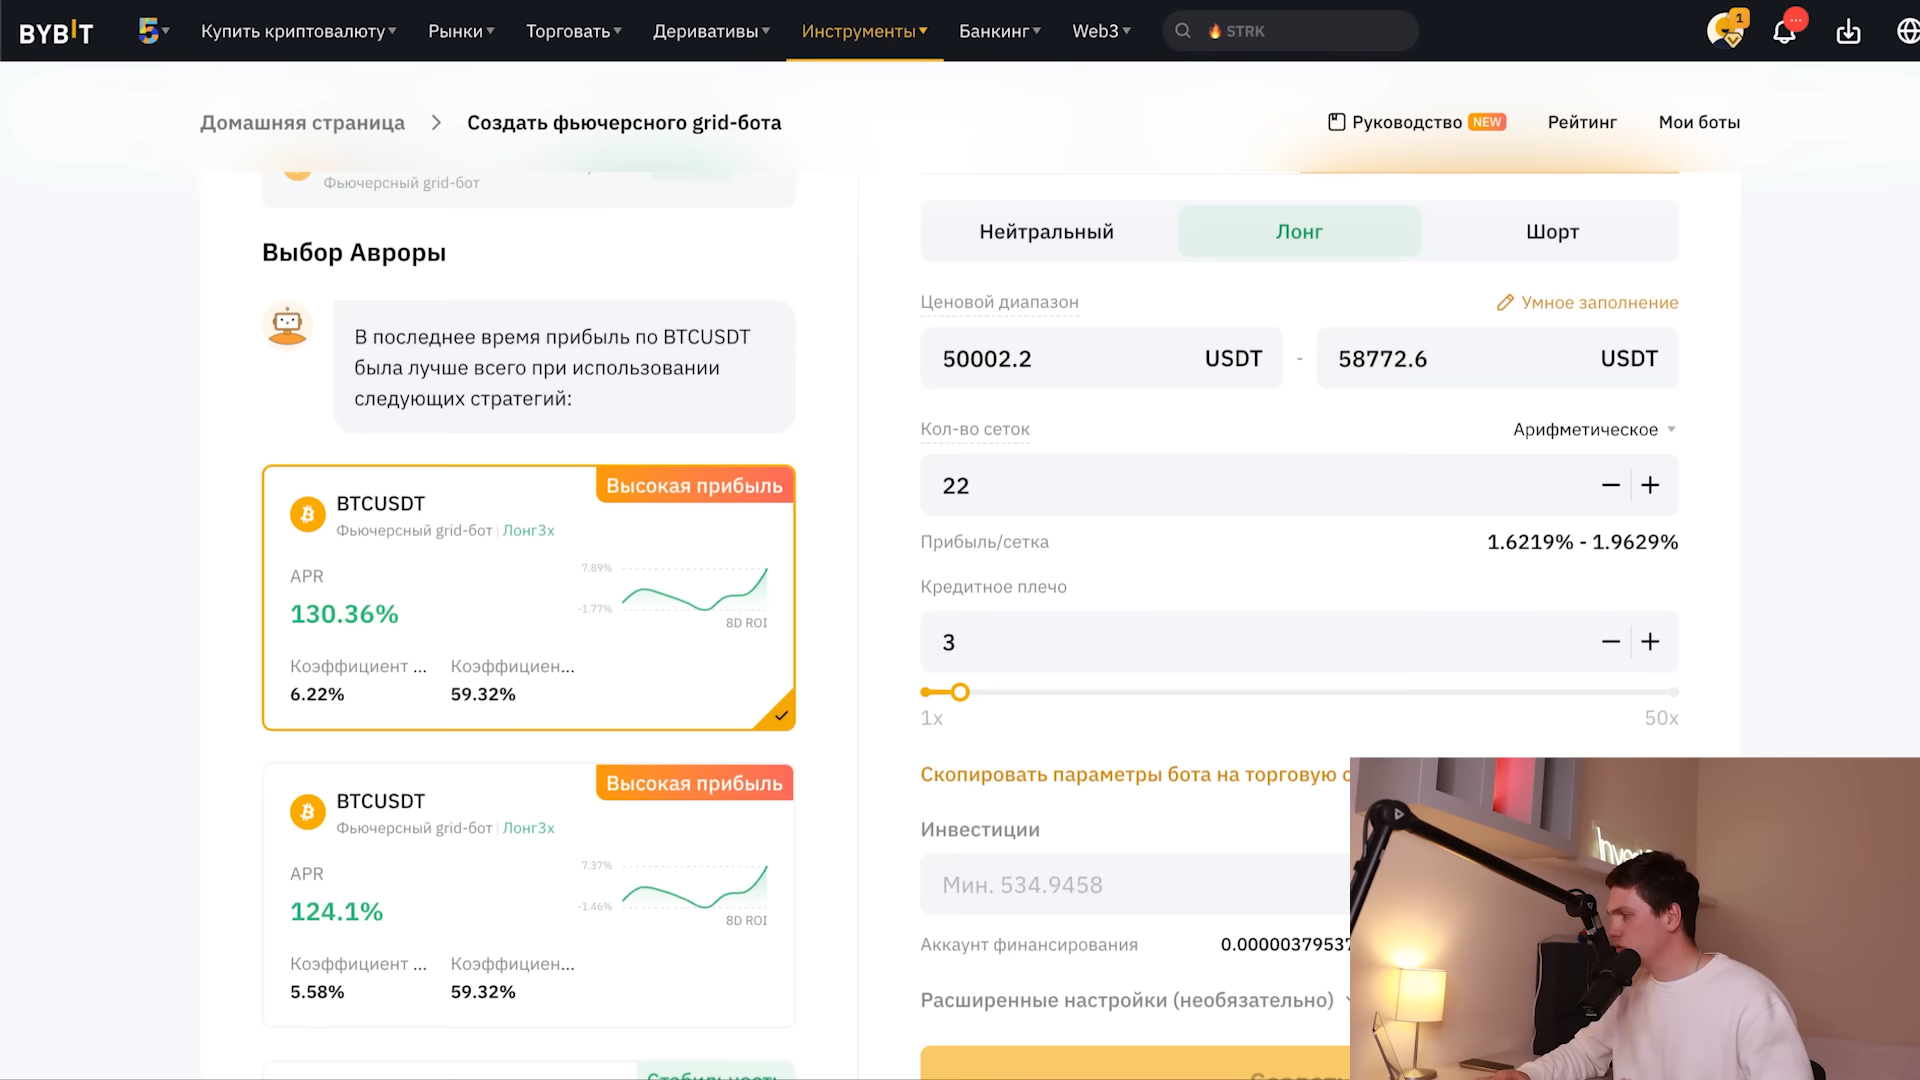 BYBIT 5 Купить криптовалюту Рынки Торговать Деривативы Инструменты Банкинг Web3 STRK 1
Домашняя страница > Создать фьючерсного grid-бота Руководство NEW Рейтинг Мои боты
Фьючерсный grid-бот
Выбор Авроры
В последнее время прибыль по BTCUSDT
была лучше всего при использовании
следующих стратегий:
Высокая прибыль
BTCUSDT
Фьючерсный grid-бот | Лонг3x
APR
130.36%
7.89%
-1.77%
8D ROI
Коэффициент ... Коэффициен...
6.22% 59.32%
Высокая прибыль
BTCUSDT
Фьючерсный grid-бот | Лонг3x
APR
124.1%
7.37%
-1.46%
8D ROI
Коэффициент ... Коэффициен...
5.58% 59.32%
Стабильность
Нейтральный Лонг Шорт
Ценовой диапазон Умное заполнение
50002.2 USDT - 58772.6 USDT
Кол-во сеток Арифметическое
22 — +
Прибыль/сетка 1.6219% - 1.9629%
Кредитное плечо
3 — +
1x 50x
Скопировать параметры бота на торговую
Инвестиции
Мин. 534.9458
Аккаунт финансирования 0.0000037953
Расширенные настройки (необязательно)